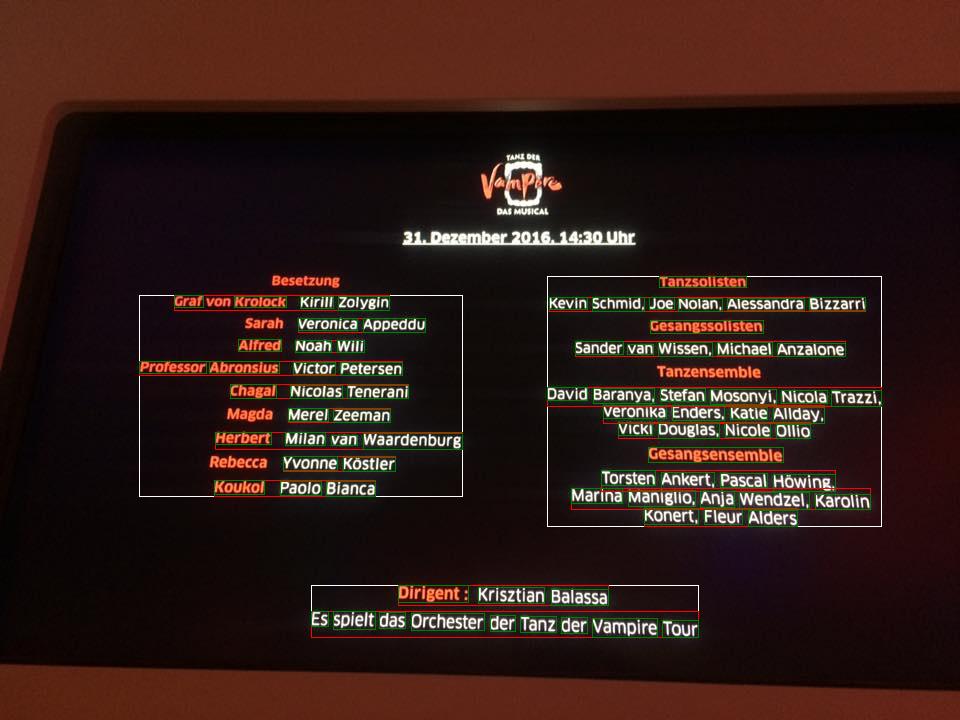 TANZ DER
Vampire
DAS MUSICAL
31. Dezember 2016, 14:30 Uhr
Besetzung
Graf von Krolock Kirill Zolygin
Sarah Veronica Appeddu
Alfred Noah Wili
Professor Abronsius Victor Petersen
Chagal Nicolas Tenerani
Magda Merel Zeeman
Herbert Milan van Waardenburg
Rebecca Yvonne Köstler
Koukol Paolo Bianca
Tanzsolisten
Kevin Schmid, Joe Nolan, Alessandra Bizzarri
Gesangssolisten
Sander van Wissen, Michael Anzalone
Tanzensemble
David Baranya, Stefan Mosonyi, Nicola Trazzi,
Veronika Enders, Katie Allday,
Vicki Douglas, Nicole Ollio
Gesangsensemble
Torsten Ankert, Pascal Höwing,
Marina Maniglio, Anja Wendzel, Karolin
Konert, Fleur Alders
Dirigent : Krisztian Balassa
Es spielt das Orchester der Tanz der Vampire Tour